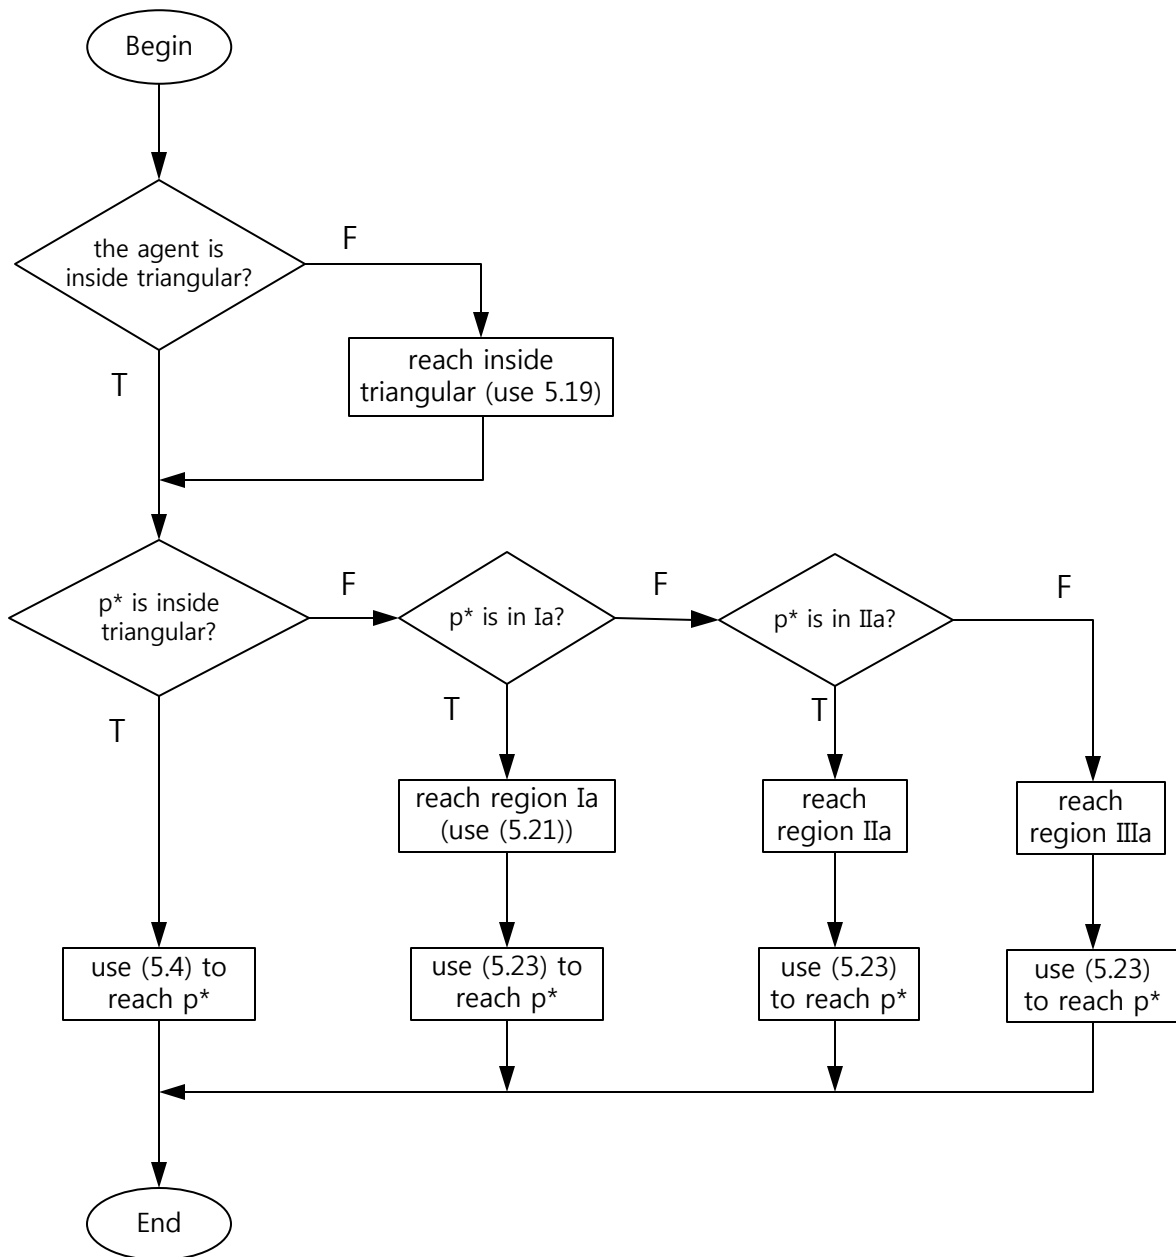 Begin
the agent is
inside triangular?
F
reach inside
triangular (use 5.19)
T
p* is inside
triangular?
F
p* is in Ⅰa?
F
p* is in Ⅱa?
F
T
T
T
reach region Ⅰa
(use (5.21))
reach
region Ⅱa
reach
region Ⅲa
use (5.4) to
reach p*
use (5.23) to
reach p*
use (5.23)
to reach p*
use (5.23)
to reach p*
End